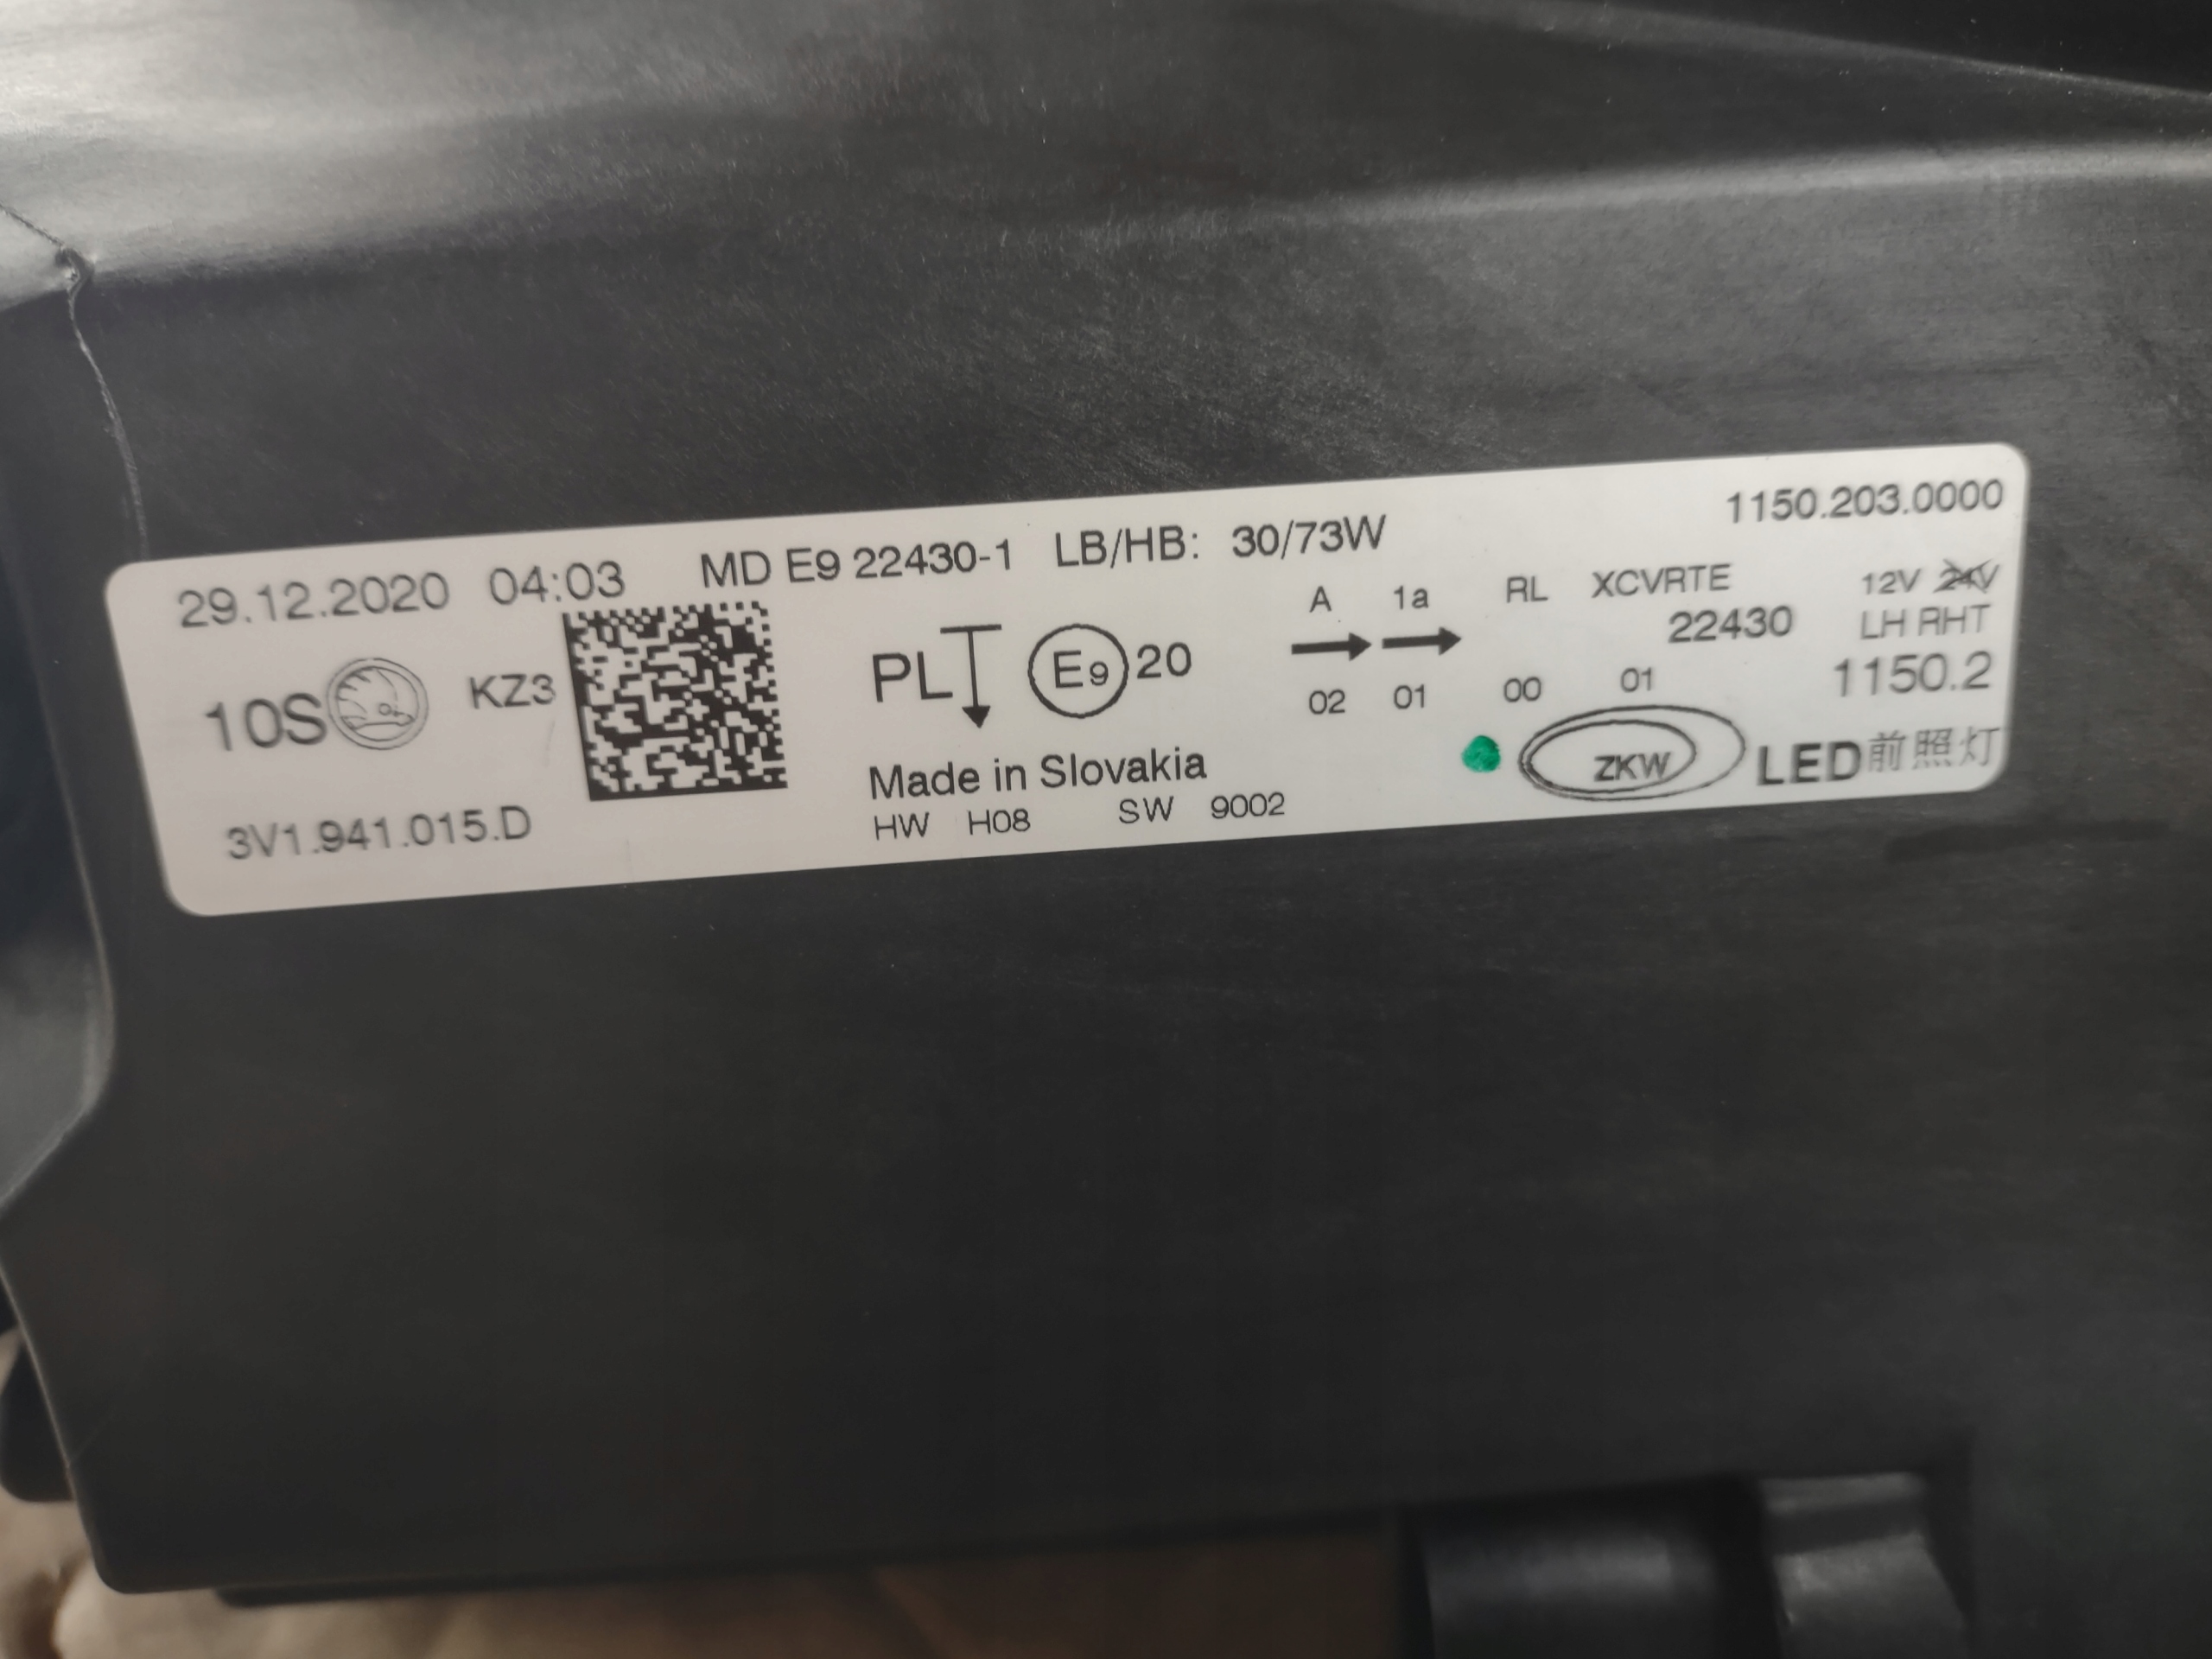 1150.203.0000
29.12.2020 04:03 MD E9 22430-1 LB/HB: 30/73W
A 1a RL XCVRTE 12V 24V
22430 LH RHT
10S KZ3 PL E9 20
02 01 00 01 1150.2
Made in Slovakia ZKW LED前照灯
HW H08 SW 9002
3V1.941.015.D